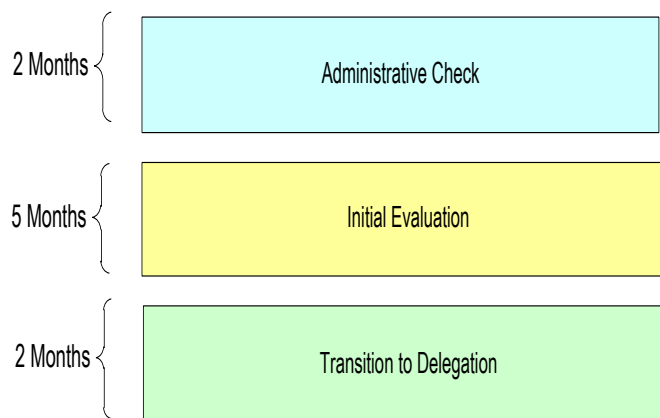 2 Months
Administrative Check
5 Months
Initial Evaluation
2 Months
Transition to Delegation